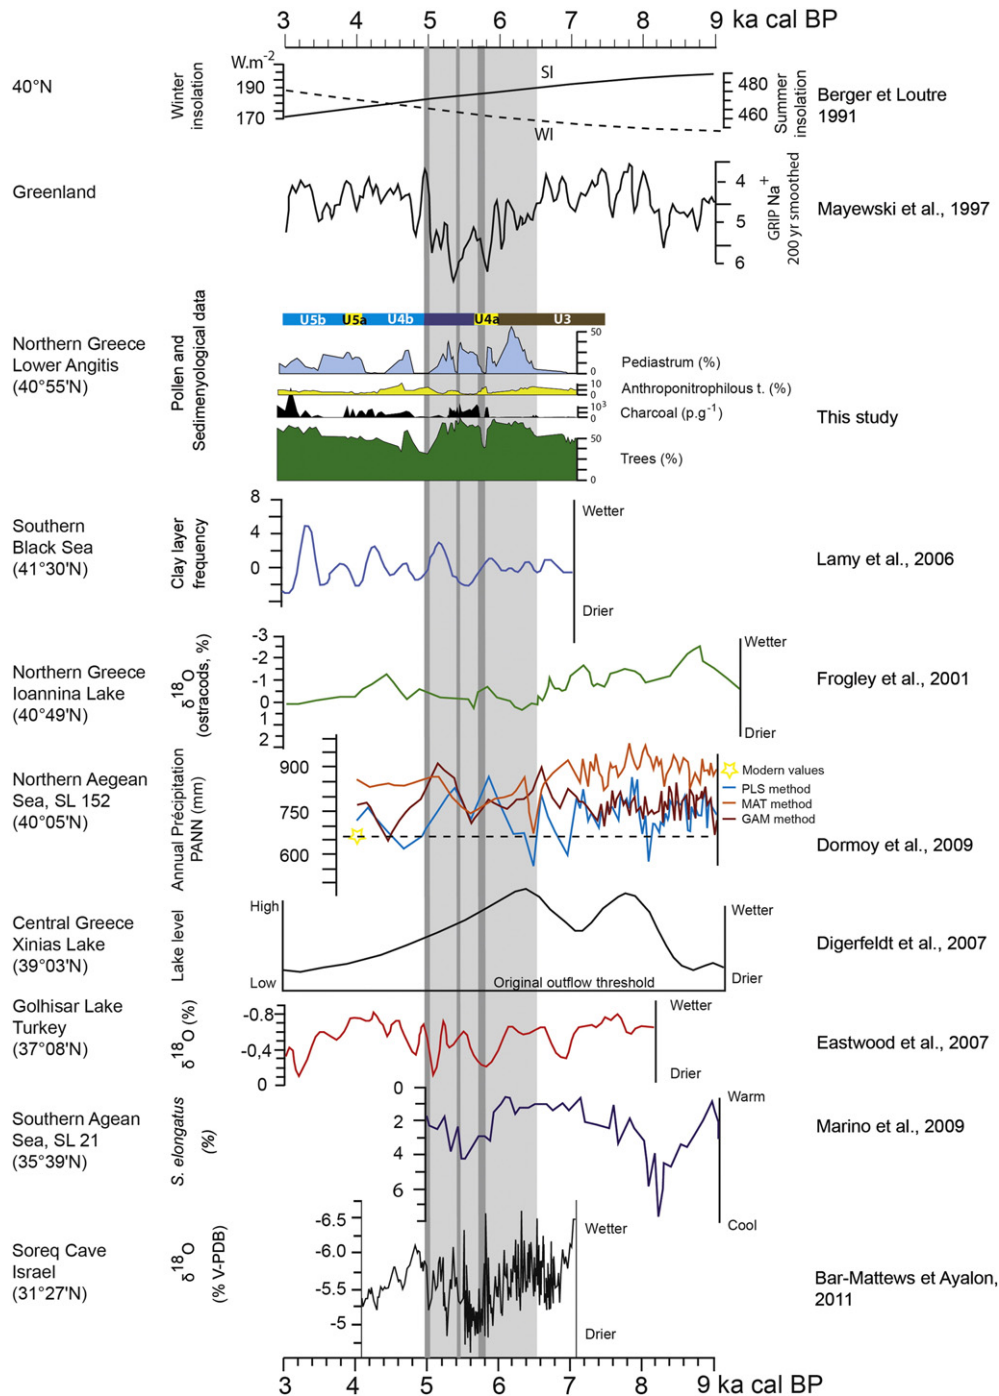 3 4 5 6 7 8 9 ka cal BP
40°N
Winter
insolation
W.m-2
190
170
SI
WI
480
460
Summer
insolation
Berger et Loutre
1991
Greenland
4
5
6
GRIP Na+
200 yr smoothed
Mayewski et al., 1997
Northern Greece
Lower Angitis
(40°55'N)
Pollen and
Sedimenyological data
U5b U5a U4b U4a U3
50
0
Pediastrum (%)
10
0
Anthroponitrophilous t. (%)
10³
0
Charcoal (p.g-1)
50
0
Trees (%)
This study
Southern
Black Sea
(41°30'N)
Clay layer
frequency
8
4
0
Wetter
Drier
Lamy et al., 2006
Northern Greece
Ioannina Lake
(40°49'N)
δ18O
(ostracods, %)
-3
-2
-1
0
1
2
Wetter
Drier
Frogley et al., 2001
Northern Aegean
Sea, SL 152
(40°05'N)
Annual Précipitation
PANN (mm)
900
750
600
Modern values
PLS method
MAT method
GAM method
Dormoy et al., 2009
Central Greece
Xinias Lake
(39°03'N)
Lake level
High
Low
Original outflow threshold
Wetter
Drier
Digerfeldt et al., 2007
Golhisar Lake
Turkey
(37°08'N)
δ18O (%)
-0.8
-0,4
0
Wetter
Drier
Eastwood et al., 2007
Southern Agean
Sea, SL 21
(35°39'N)
S. elongatus
(%)
0
2
4
6
Warm
Cool
Marino et al., 2009
Soreq Cave
Israel
(31°27'N)
δ18O
(% V-PDB)
-6.5
-6.0
-5.5
-5
Wetter
Drier
Bar-Mattews et Ayalon,
2011
3 4 5 6 7 8 9 ka cal BP